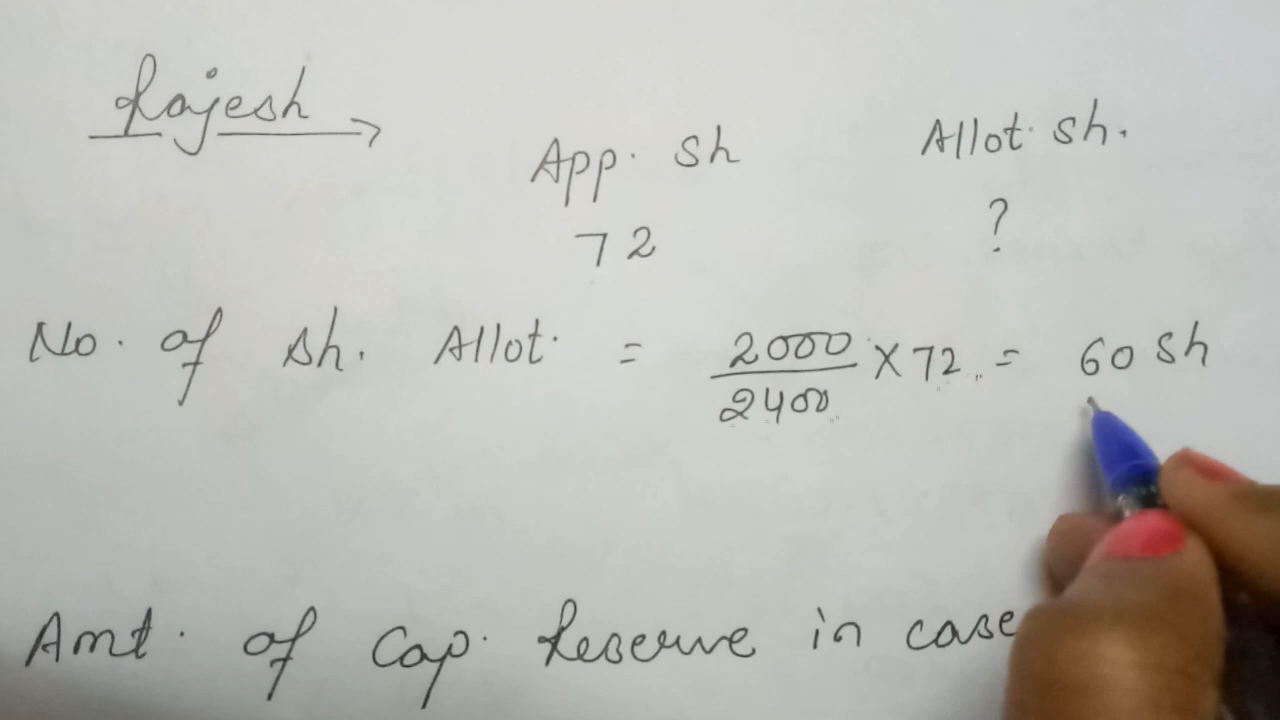 Rajesh →
App. Sh Allot. Sh.
72 ?
No. of Sh. Allot. = 2000/2400 × 72 = 60 Sh
Amt. of Cap. Reserve in case